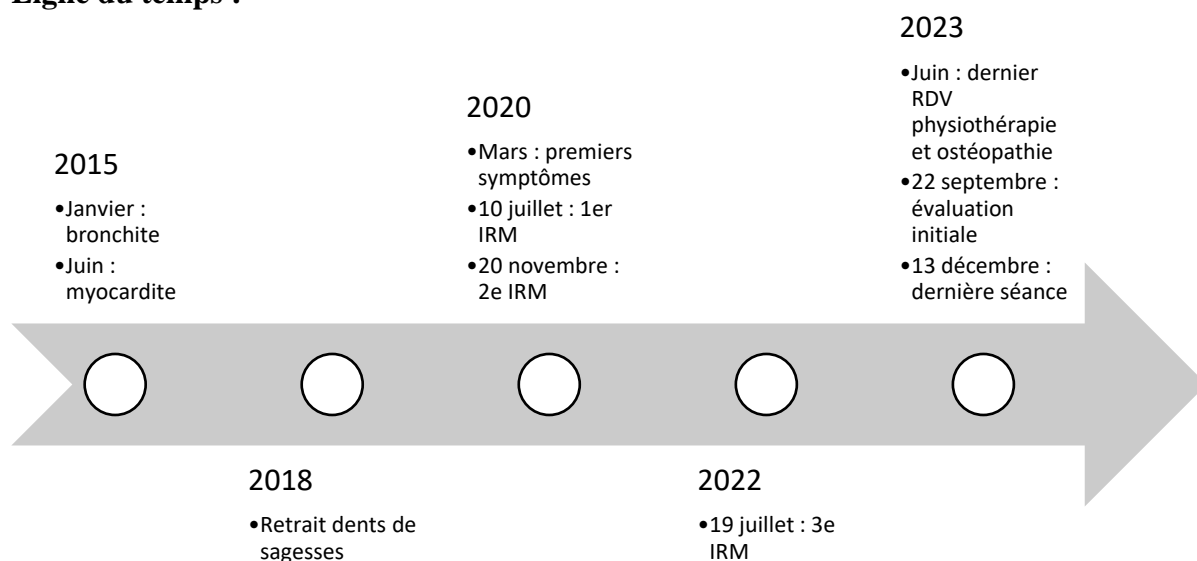 Ligne du temps :
2015
•Janvier :
bronchite
•Juin :
myocardite
2018
•Retrait dents de
sagesses
2020
•Mars : premiers
symptômes
•10 juillet : 1er
IRM
•20 novembre :
2e IRM
2022
•19 juillet : 3e
IRM
2023
•Juin : dernier
RDV
physiothérapie
et ostéopathie
•22 septembre :
évaluation
initiale
•13 décembre :
dernière séance